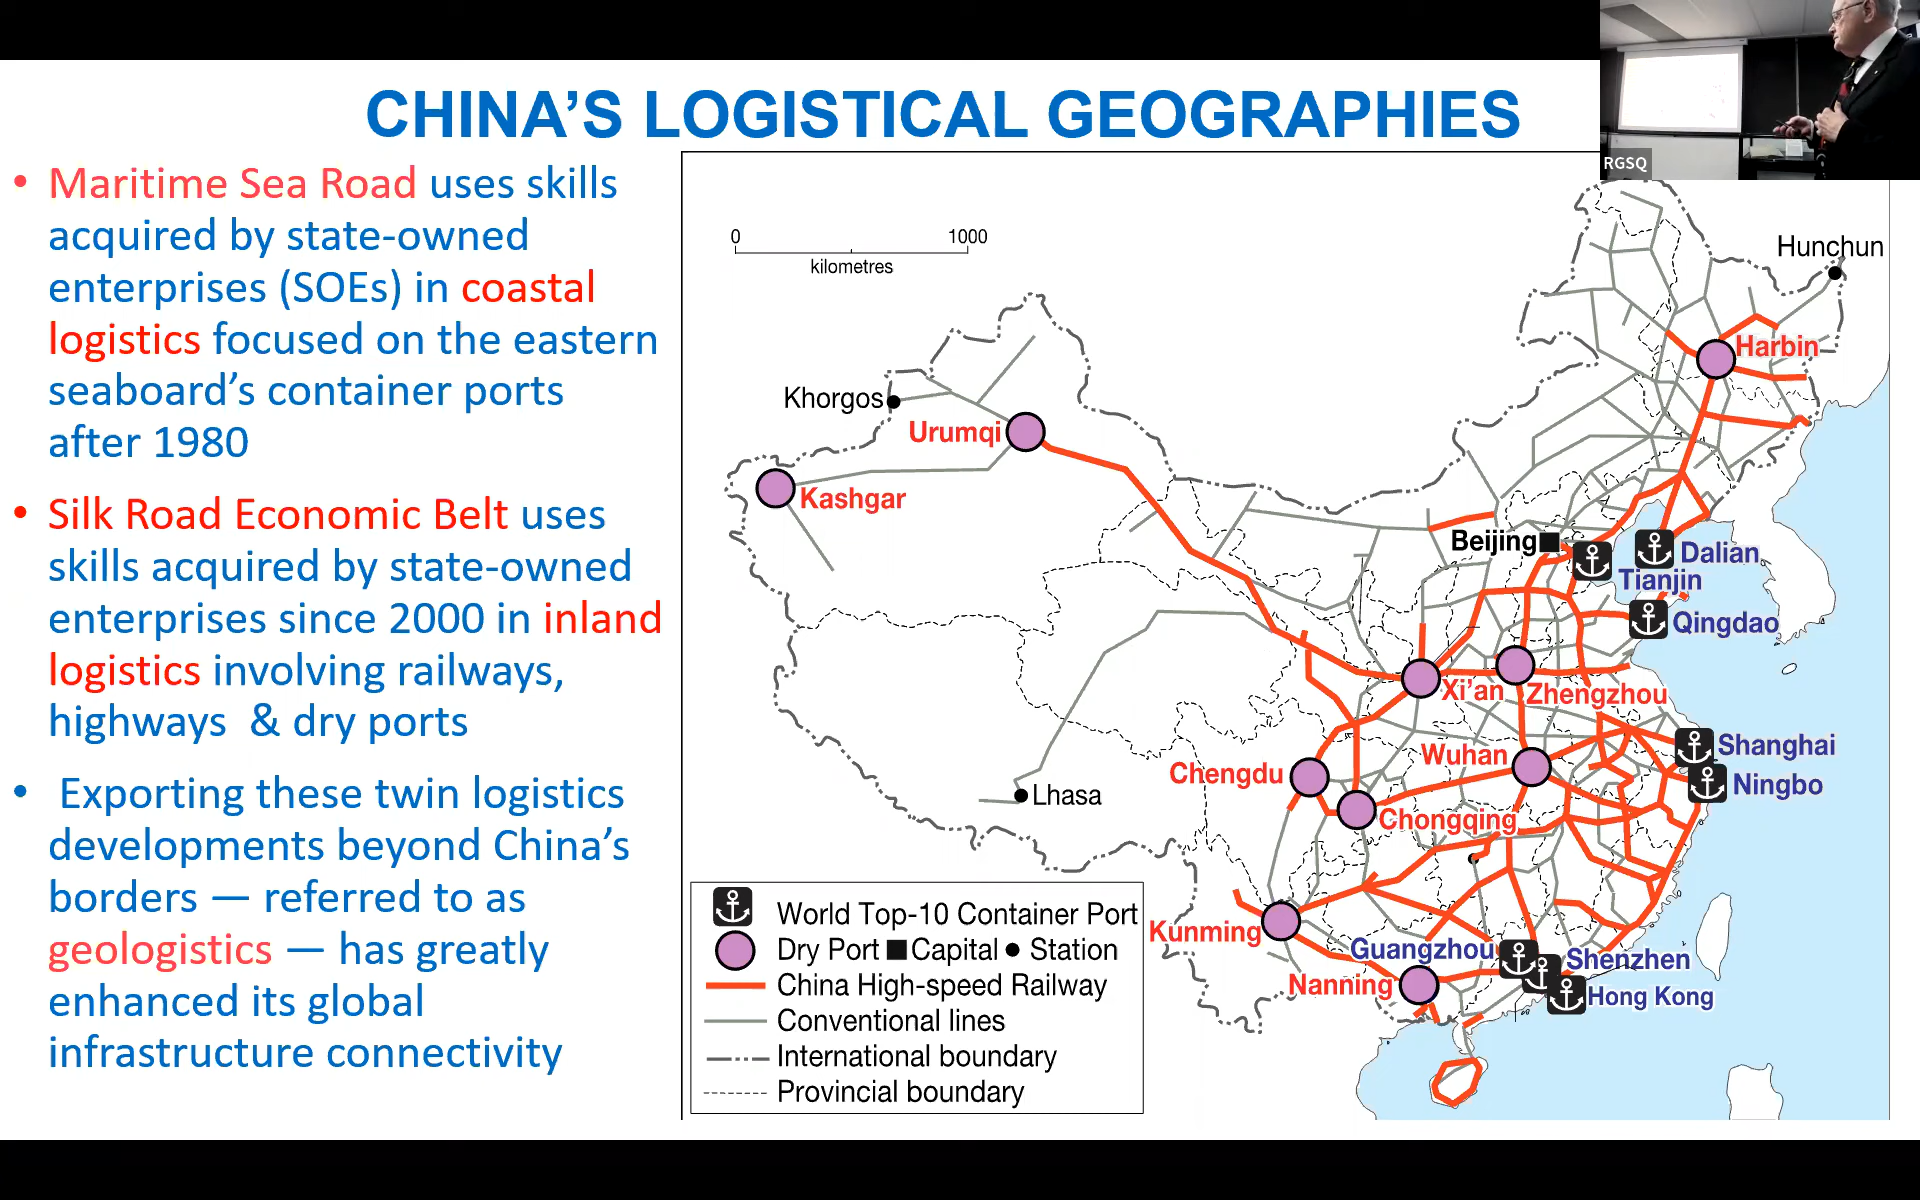 CHINA’S LOGISTICAL GEOGRAPHIES
RGSQ
• Maritime Sea Road uses skills
acquired by state-owned
enterprises (SOEs) in coastal
logistics focused on the eastern
seaboard’s container ports
after 1980
• Silk Road Economic Belt uses
skills acquired by state-owned
enterprises since 2000 in inland
logistics involving railways,
highways & dry ports
• Exporting these twin logistics
developments beyond China’s
borders — referred to as
geologistics — has greatly
enhanced its global
infrastructure connectivity
0 1000
kilometres
Hunchun
Harbin
Khorgos
Urumqi
Kashgar
Beijing
Dalian
Tianjin
Qingdao
Xi’an
Zhengzhou
Shanghai
Wuhan
Chengdu
Ningbo
Lhasa
Chongqing
Kunming
Guangzhou
Shenzhen
Nanning
Hong Kong
World Top-10 Container Port
Dry Port Capital Station
China High-speed Railway
Conventional lines
International boundary
Provincial boundary